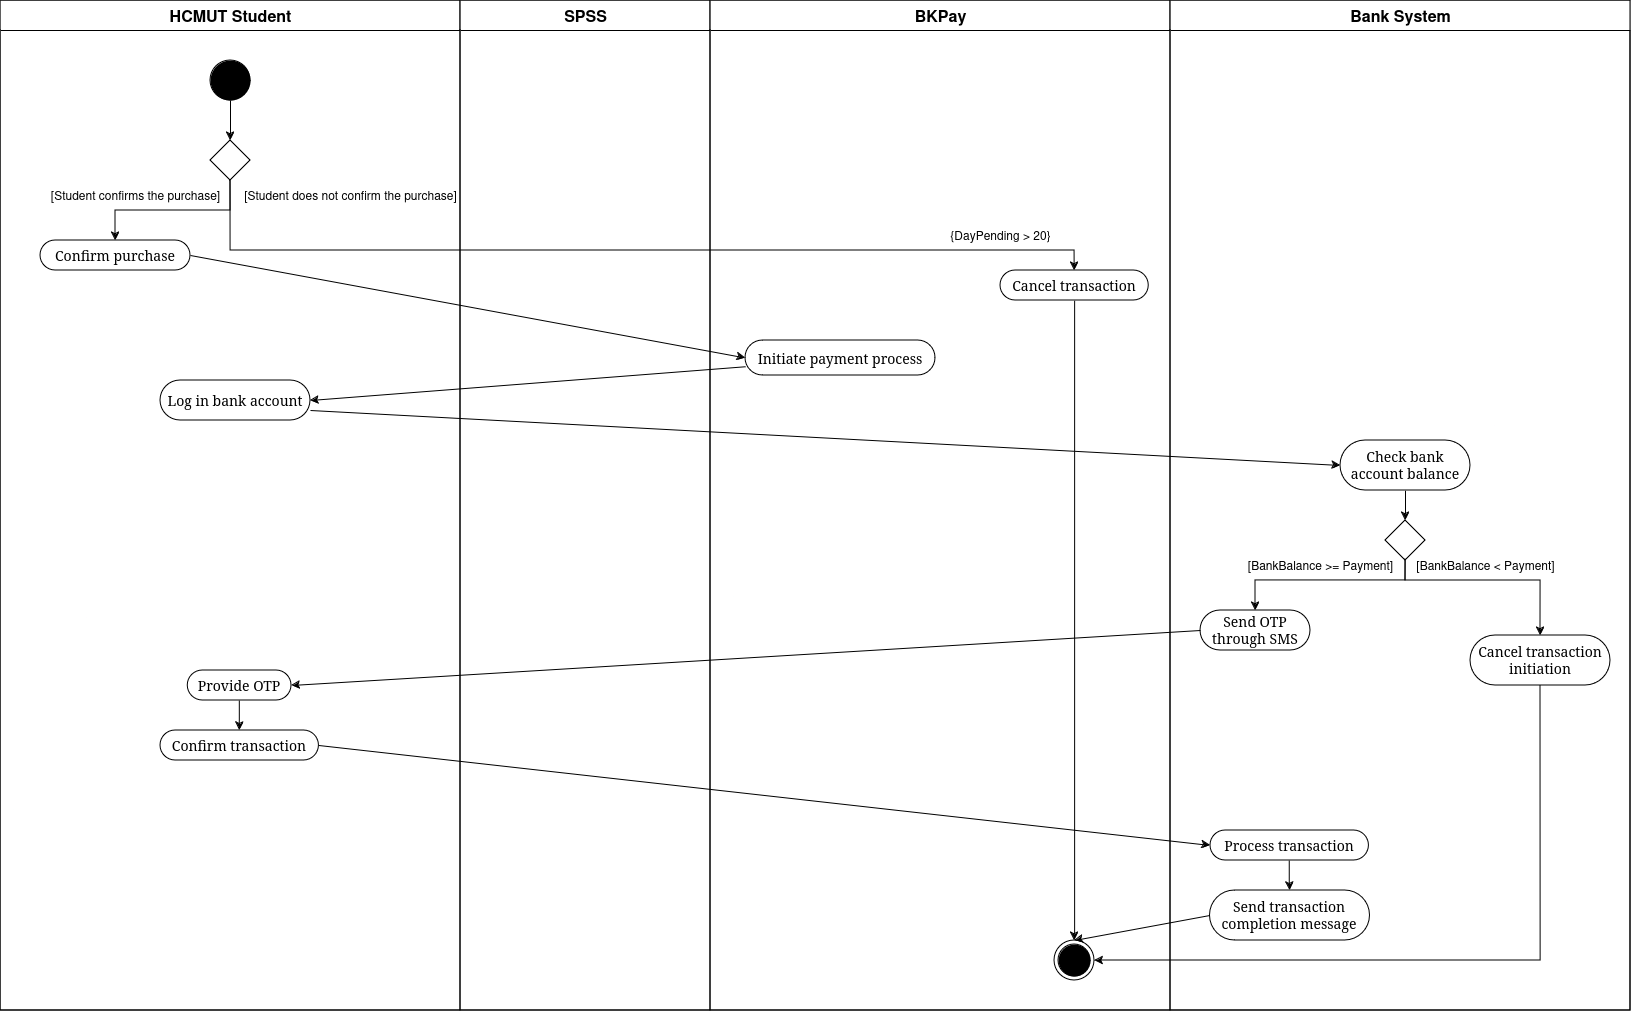 HCMUT Student
SPSS
BKPay
Bank System
[Student confirms the purchase]
[Student does not confirm the purchase]
{DayPending > 20}
Confirm purchase
Cancel transaction
Initiate payment process
Log in bank account
Check bank
account balance
[BankBalance >= Payment]
[BankBalance < Payment]
Send OTP
through SMS
Cancel transaction
initiation
Provide OTP
Confirm transaction
Process transaction
Send transaction
completion message